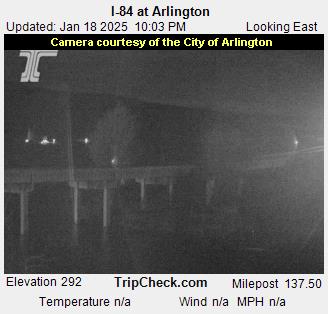 I-84 at Arlington
Updated: Jan 18 2025 10:03 PM Looking East
Camera courtesy of the City of Arlington
Elevation 292 TripCheck.com Milepost 137.50
Temperature n/a Wind n/a MPH n/a